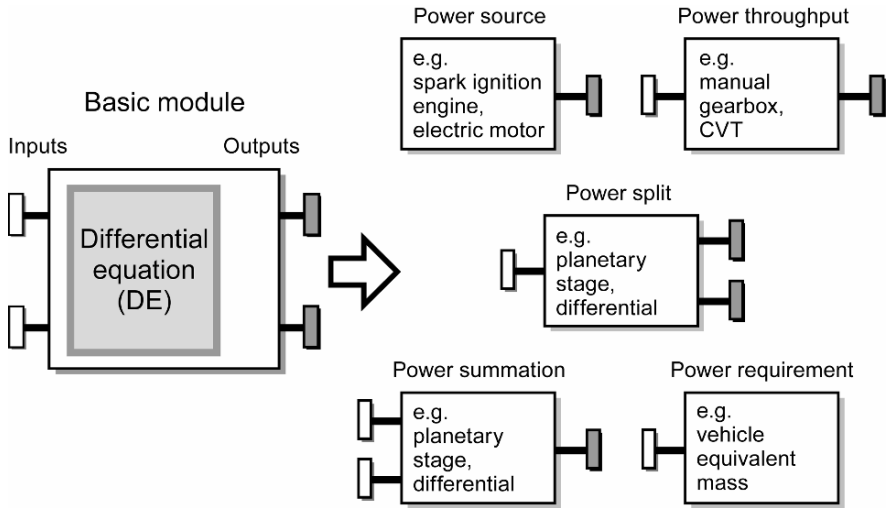 Power source
e.g.
spark ignition
engine,
electric motor
Power throughput
e.g.
manual
gearbox,
CVT
Basic module
Inputs
Outputs
Differential
equation
(DE)
Power split
e.g.
planetary
stage,
differential
Power summation
e.g.
planetary
stage,
differential
Power requirement
e.g.
vehicle
equivalent
mass